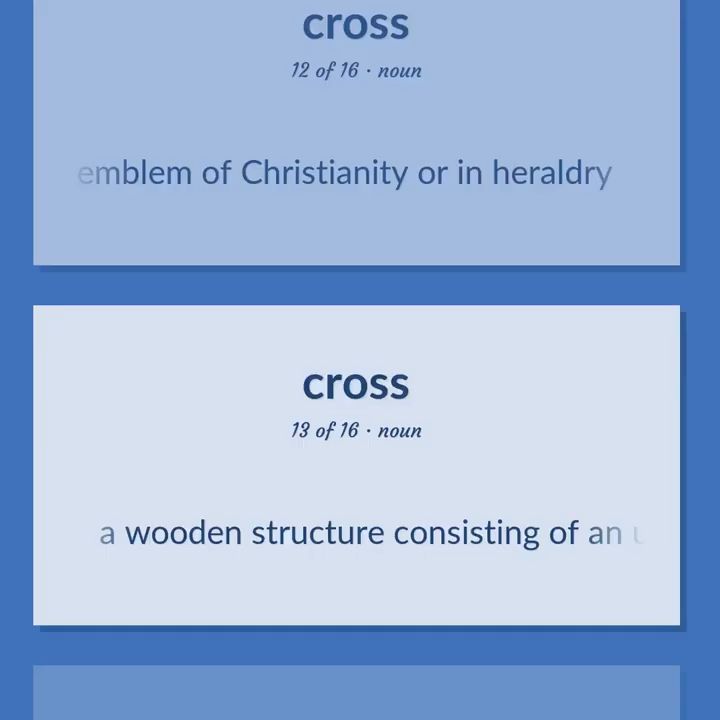 cross
12 of 16 · noun
emblem of Christianity or in heraldry
cross
13 of 16 · noun
a wooden structure consisting of an